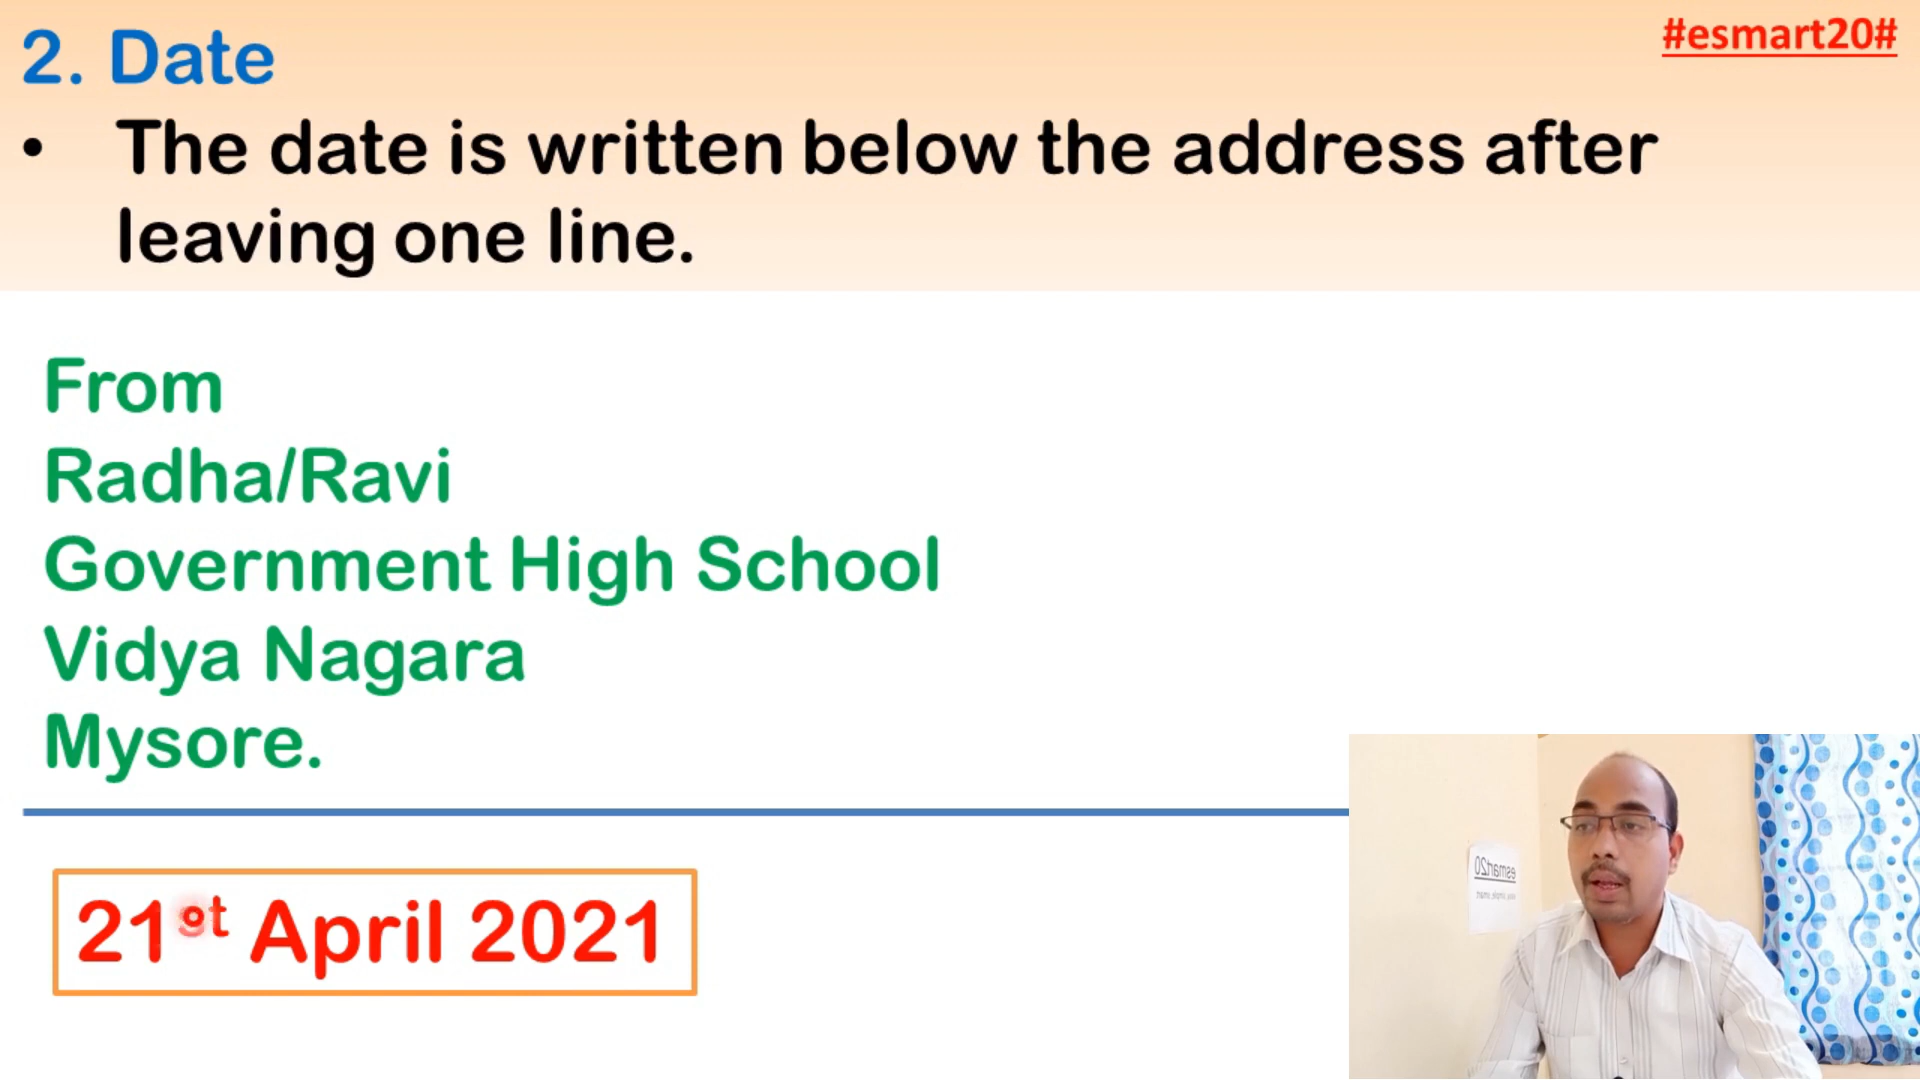 2. Date
#esmart20#
• The date is written below the address after
leaving one line.
From
Radha/Ravi
Government High School
Vidya Nagara
Mysore.
21st April 2021
esmart20